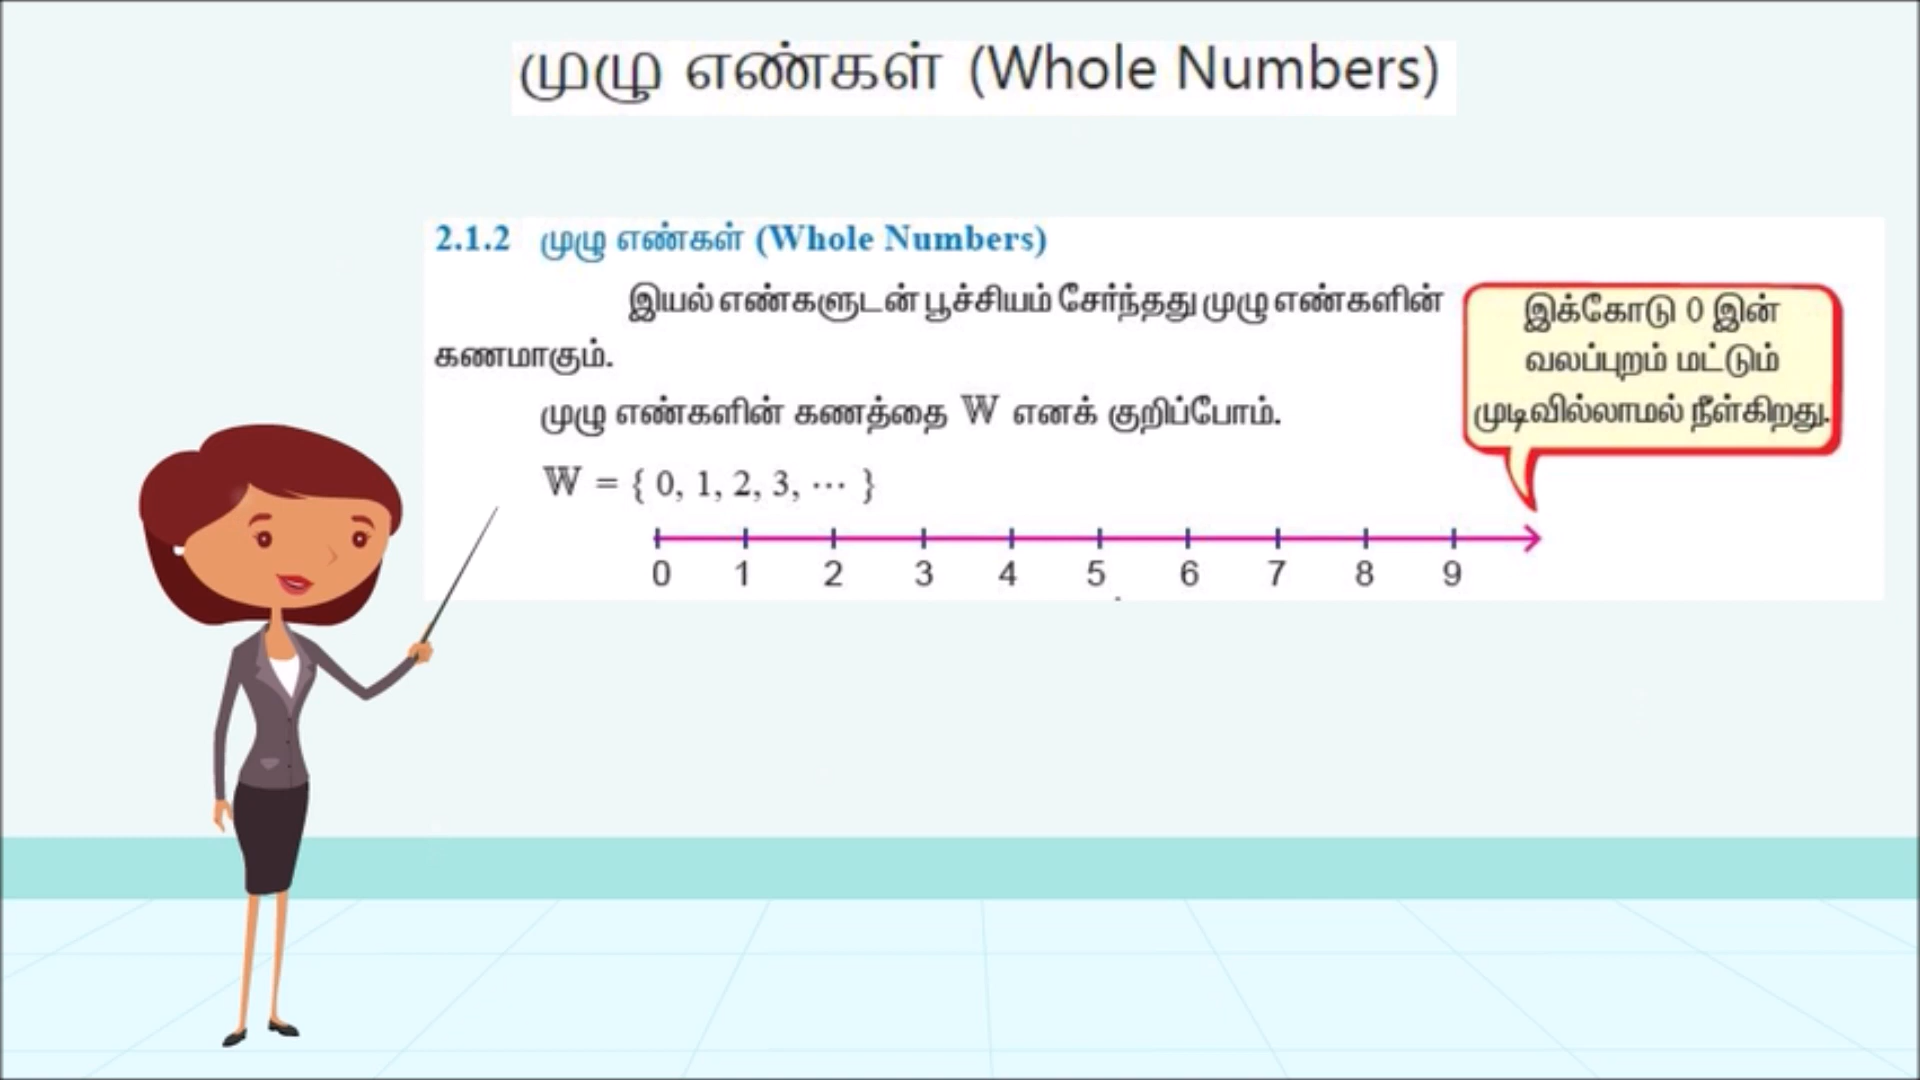 முழு எண்கள் (Whole Numbers)
2.1.2 முழு எண்கள் (Whole Numbers)
இயல் எண்களுடன் பூச்சியம் சேர்ந்தது முழு எண்களின்
கணமாகும்.
முழு எண்களின் கணத்தை 𝕎 எனக் குறிப்போம்.
𝕎 = { 0, 1, 2, 3, ⋯ }
இக்கோடு 0 இன்
வலப்புறம் மட்டும்
முடிவில்லாமல் நீள்கிறது.
0 1 2 3 4 5 6 7 8 9